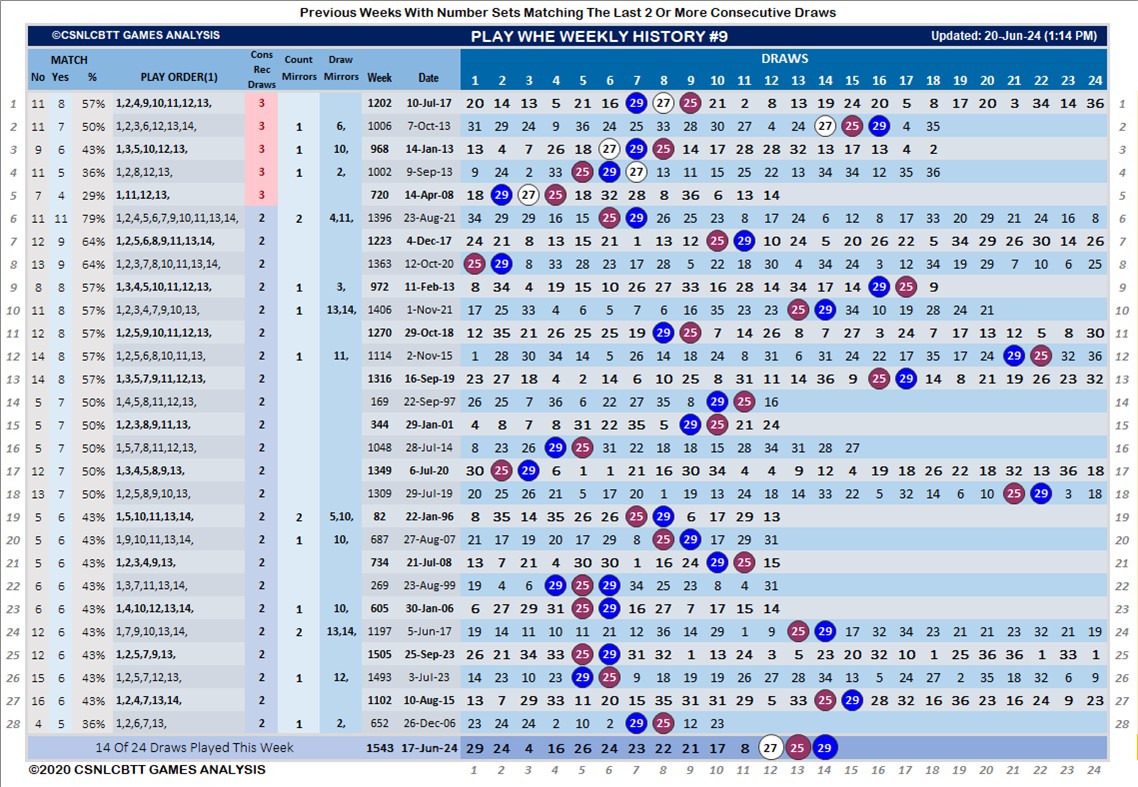 Previous Weeks With Number Sets Matching The Last 2 Or More Consecutive Draws
©CSNLCBTT GAMES ANALYSIS PLAY WHE WEEKLY HISTORY #9 Updated: 20-Jun-24 (1:14 PM)
MATCH Cons Rec Draws Count Mirrors Draw Mirrors DRAWS
No Yes % PLAY ORDER(1) Week Date 1 2 3 4 5 6 7 8 9 10 11 12 13 14 15 16 17 18 19 20 21 22 23 24
1 11 8 57% 1,2,4,9,10,11,12,13, 3 1202 10-Jul-17 20 14 13 5 21 16 29 27 25 21 2 8 13 19 24 20 5 8 17 20 3 34 14 36 1
2 11 7 50% 1,2,3,6,12,13,14, 3 1 6, 1006 7-Oct-13 31 29 24 9 36 24 25 33 28 30 27 4 24 27 25 29 4 35 2
3 9 6 43% 1,3,5,10,12,13, 3 1 10, 968 14-Jan-13 13 4 7 26 18 27 29 25 14 17 28 28 32 13 17 13 4 2 3
4 11 5 36% 1,2,8,12,13, 3 1 2, 1002 9-Sep-13 9 24 2 33 25 29 27 13 11 15 25 22 13 34 34 12 35 36 4
5 7 4 29% 1,11,12,13, 3 720 14-Apr-08 18 29 27 25 18 32 28 8 36 6 13 14 5
6 11 11 79% 1,2,4,5,6,7,9,10,11,13,14, 2 2 4,11, 1396 23-Aug-21 34 29 29 16 15 25 29 26 25 23 8 17 24 6 12 8 17 33 20 29 21 24 16 8 6
7 12 9 64% 1,2,5,6,8,9,11,13,14, 2 1223 4-Dec-17 24 21 8 13 15 21 1 13 12 25 29 10 24 5 20 26 22 5 34 29 26 30 14 26 7
8 13 9 64% 1,2,3,7,8,10,11,13,14, 2 1363 12-Oct-20 25 29 8 33 28 23 17 28 5 22 18 30 4 34 24 3 12 34 19 29 7 10 6 25 8
9 8 8 57% 1,3,4,5,10,11,12,13, 2 1 3, 972 11-Feb-13 8 34 4 19 15 10 26 27 33 16 28 14 34 17 14 29 25 9 9
10 11 8 57% 1,2,3,4,7,9,10,13, 2 1 13,14, 1406 1-Nov-21 17 25 33 4 6 5 7 6 16 35 23 23 25 29 34 10 19 28 24 21 10
11 12 8 57% 1,2,5,9,10,11,12,13, 2 1270 29-Oct-18 12 35 21 26 25 25 19 29 25 7 14 26 8 7 27 3 24 7 17 13 12 5 8 30 11
12 14 8 57% 1,2,5,6,8,10,11,13, 2 1 11, 1114 2-Nov-15 1 28 30 34 14 5 26 14 18 24 8 31 6 31 24 22 17 35 17 24 29 25 32 36 12
13 14 8 57% 1,3,5,7,9,11,12,13, 2 1316 16-Sep-19 23 27 18 4 2 14 6 10 25 8 31 11 14 36 9 25 29 14 8 21 19 26 23 32 13
14 5 7 50% 1,4,5,8,11,12,13, 2 169 22-Sep-97 26 25 7 36 6 22 27 35 8 29 25 16 14
15 5 7 50% 1,2,3,8,9,11,13, 2 344 29-Jan-01 4 8 7 8 31 22 35 5 29 25 21 24 15
16 5 7 50% 1,5,7,8,11,12,13, 2 1048 28-Jul-14 8 23 26 29 25 31 22 18 18 15 28 34 31 28 27 16
17 12 7 50% 1,3,4,5,8,9,13, 2 1349 6-Jul-20 30 25 29 6 1 1 21 16 30 34 4 4 9 12 4 19 18 26 22 18 32 13 36 18 17
18 13 7 50% 1,2,5,8,9,10,13, 2 1309 29-Jul-19 20 25 26 21 5 17 20 1 19 13 24 18 14 33 22 5 32 14 6 10 25 29 3 18 18
19 5 6 43% 1,5,10,11,13,14, 2 2 5,10, 82 22-Jan-96 8 35 14 35 26 26 25 29 6 17 29 13 19
20 5 6 43% 1,9,10,11,13,14, 2 1 10, 687 27-Aug-07 21 17 19 20 17 29 8 25 29 17 29 31 20
21 5 6 43% 1,2,3,4,9,13, 2 734 21-Jul-08 13 7 21 4 30 30 1 16 24 29 25 15 21
22 6 6 43% 1,3,7,11,13,14, 2 269 23-Aug-99 19 4 6 29 25 29 34 25 23 8 4 31 22
23 6 6 43% 1,4,10,12,13,14, 2 1 10, 605 30-Jan-06 6 27 29 31 25 29 16 27 7 17 15 14 23
24 12 6 43% 1,7,9,10,13,14, 2 2 13,14, 1197 5-Jun-17 19 14 11 10 11 21 12 36 14 29 1 9 25 29 17 32 34 23 21 21 23 32 21 19 24
25 12 6 43% 1,2,5,7,9,13, 2 1505 25-Sep-23 26 21 34 33 25 29 31 32 1 13 24 3 5 23 20 32 10 1 25 36 36 1 33 1 25
26 15 6 43% 1,2,5,7,12,13, 2 1 12, 1493 3-Jul-23 14 23 10 23 29 25 9 18 19 19 26 27 28 34 13 5 24 27 2 35 18 32 6 9 26
27 16 6 43% 1,2,4,7,13,14, 2 1102 10-Aug-15 13 7 29 33 11 20 15 35 31 31 29 5 33 25 29 28 32 16 36 23 16 24 9 23 27
28 4 5 36% 1,2,6,7,13, 2 1 2, 652 26-Dec-06 23 24 24 2 10 2 29 25 12 23 28
14 Of 24 Draws Played This Week 1543 17-Jun-24 29 24 4 16 26 24 23 22 21 17 8 27 25 29
©2020 CSNLCBTT GAMES ANALYSIS 1 2 3 4 5 6 7 8 9 10 11 12 13 14 15 16 17 18 19 20 21 22 23 24